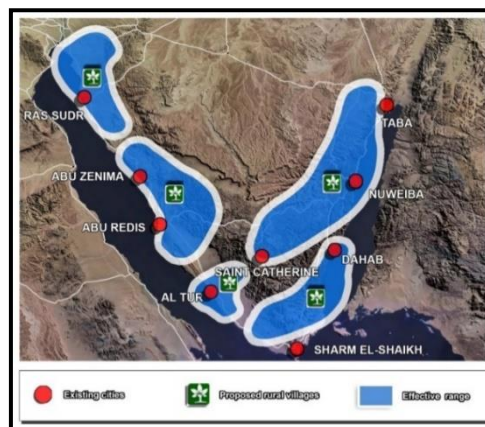 RAS SUDR
TABA
ABU ZENIMA
NUWEIBA
ABU REDIS
DAHAB
SAINT CATHERINE
AL TUR
SHARM EL-SHAIKH
Existing cities
Proposed rural villages
Effective range